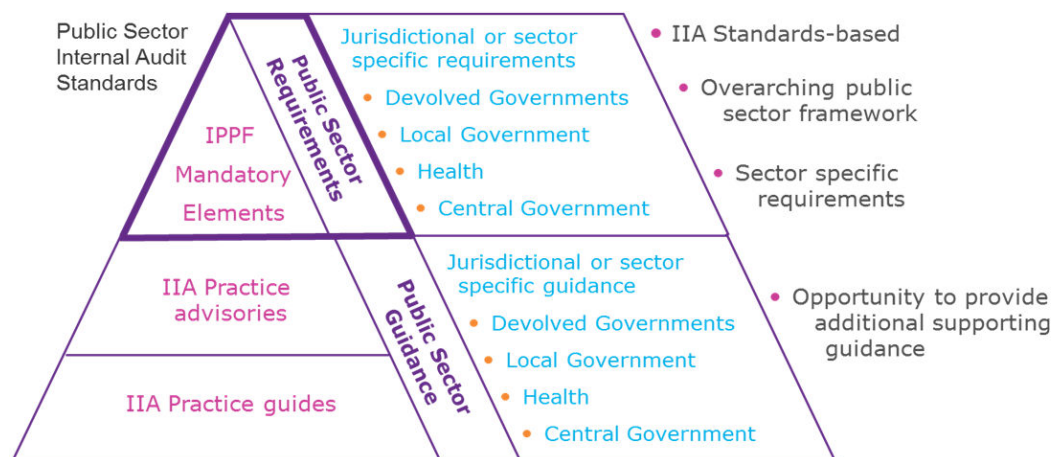 Public Sector
Internal Audit
Standards
IPPF
Mandatory
Elements
Public Sector
Requirements
Jurisdictional or sector
specific requirements
• Devolved Governments
• Local Government
• Health
• Central Government
• IIA Standards-based
• Overarching public
sector framework
• Sector specific
requirements
IIA Practice
advisories
IIA Practice guides
Public Sector
Guidance
Jurisdictional or sector
specific guidance
• Devolved Governments
• Local Government
• Health
• Central Government
• Opportunity to provide
additional supporting
guidance